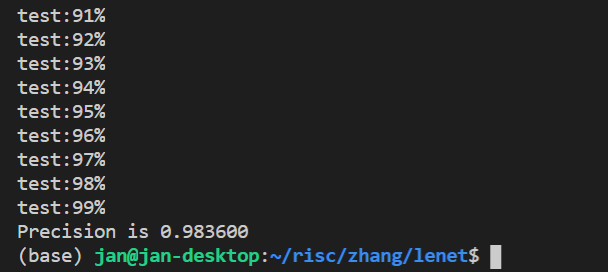 test:91%
test:92%
test:93%
test:94%
test:95%
test:96%
test:97%
test:98%
test:99%
Precision is 0.983600
(base) jan@jan-desktop:~/risc/zhang/lenet$